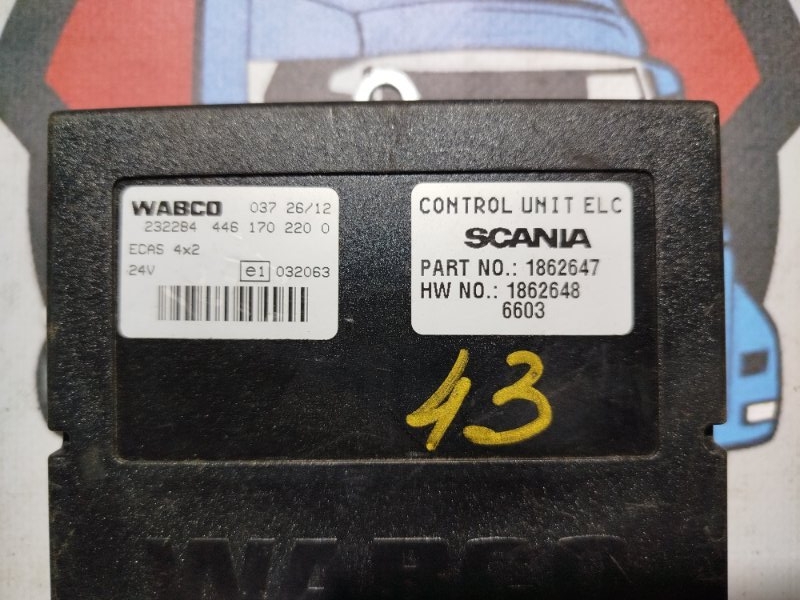 WABCO 037 26/12
232284 446 170 220 0
ECAS 4x2
24V e1 032063
CONTROL UNIT ELC
SCANIA
PART NO.: 1862647
HW NO.: 1862648
6603
43
WABCO